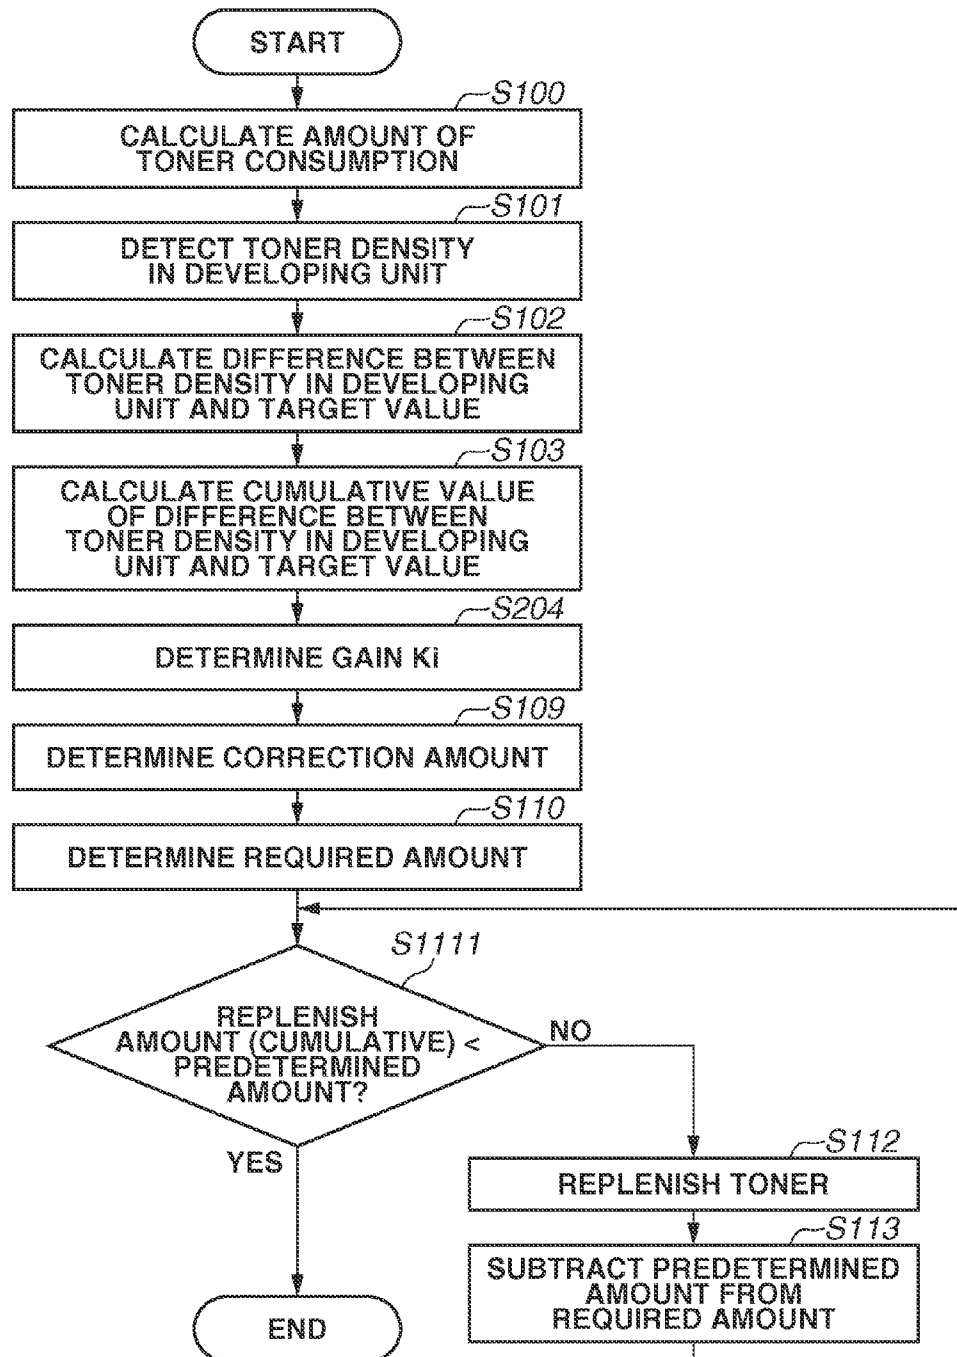 START
S100
CALCULATE AMOUNT OF
TONER CONSUMPTION
S101
DETECT TONER DENSITY
IN DEVELOPING UNIT
S102
CALCULATE DIFFERENCE BETWEEN
TONER DENSITY IN DEVELOPING
UNIT AND TARGET VALUE
S103
CALCULATE CUMULATIVE VALUE
OF DIFFERENCE BETWEEN
TONER DENSITY IN DEVELOPING
UNIT AND TARGET VALUE
S204
DETERMINE GAIN Ki
S109
DETERMINE CORRECTION AMOUNT
S110
DETERMINE REQUIRED AMOUNT
S1111
REPLENISH
AMOUNT (CUMULATIVE) <
PREDETERMINED
AMOUNT?
NO
YES
S112
REPLENISH TONER
S113
SUBTRACT PREDETERMINED
AMOUNT FROM
REQUIRED AMOUNT
END